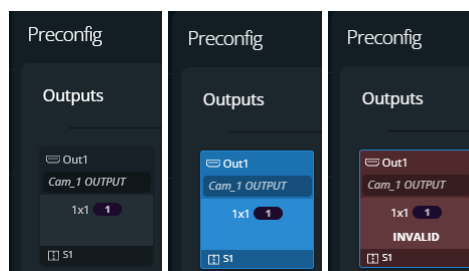 Preconfig
Outputs
Out1
Cam_1 OUTPUT
1x1 1
S1
Preconfig
Outputs
Out1
Cam_1 OUTPUT
1x1 1
S1
Preconfig
Outputs
Out1
Cam_1 OUTPUT
1x1 1
INVALID
S1